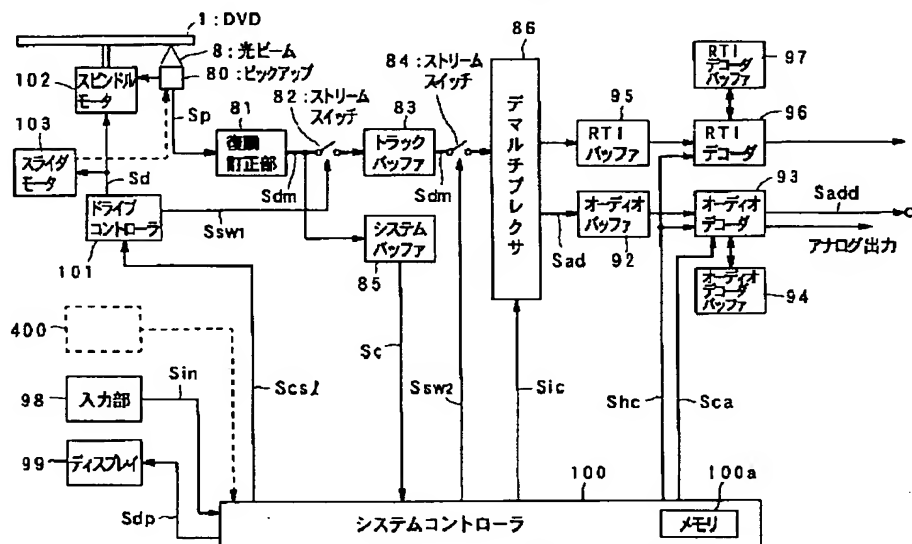 1:DVD
8:光ビーム
80:ピックアップ
102
スピンドル
モータ
103
スライダ
モータ
Sp
Sd
81
復調
訂正部
82:ストリーム
スイッチ
Sdm
83
トラック
バッファ
84:ストリーム
スイッチ
Sdm
86
デマルチプレクサ
95
RTI
バッファ
97
RTI
デコーダ
バッファ
96
RTI
デコーダ
93
オーディオ
デコーダ
Sadd
アナログ出力
オーディオ
バッファ
92
Sad
オーディオ
デコーダ
バッファ
94
ドライブ
コントローラ
101
Ssw1
システム
バッファ
85
400
98
入力部
Sin
99
ディスプレイ
Sdp
Scsl
Sc
Ssw2
Sic
Shc
Sca
100
100a
システムコントローラ
メモリ